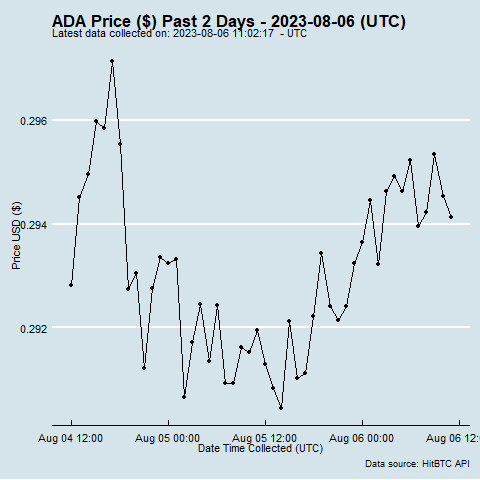 ADA Price ($) Past 2 Days - 2023-08-06 (UTC)
Latest data collected on: 2023-08-06 11:02:17 - UTC
0.296
0.294
0.292
Price USD ($)
Aug 04 12:00 Aug 05 00:00 Aug 05 12:00 Aug 06 00:00 Aug 06 12:
Date Time Collected (UTC)
Data source: HitBTC API